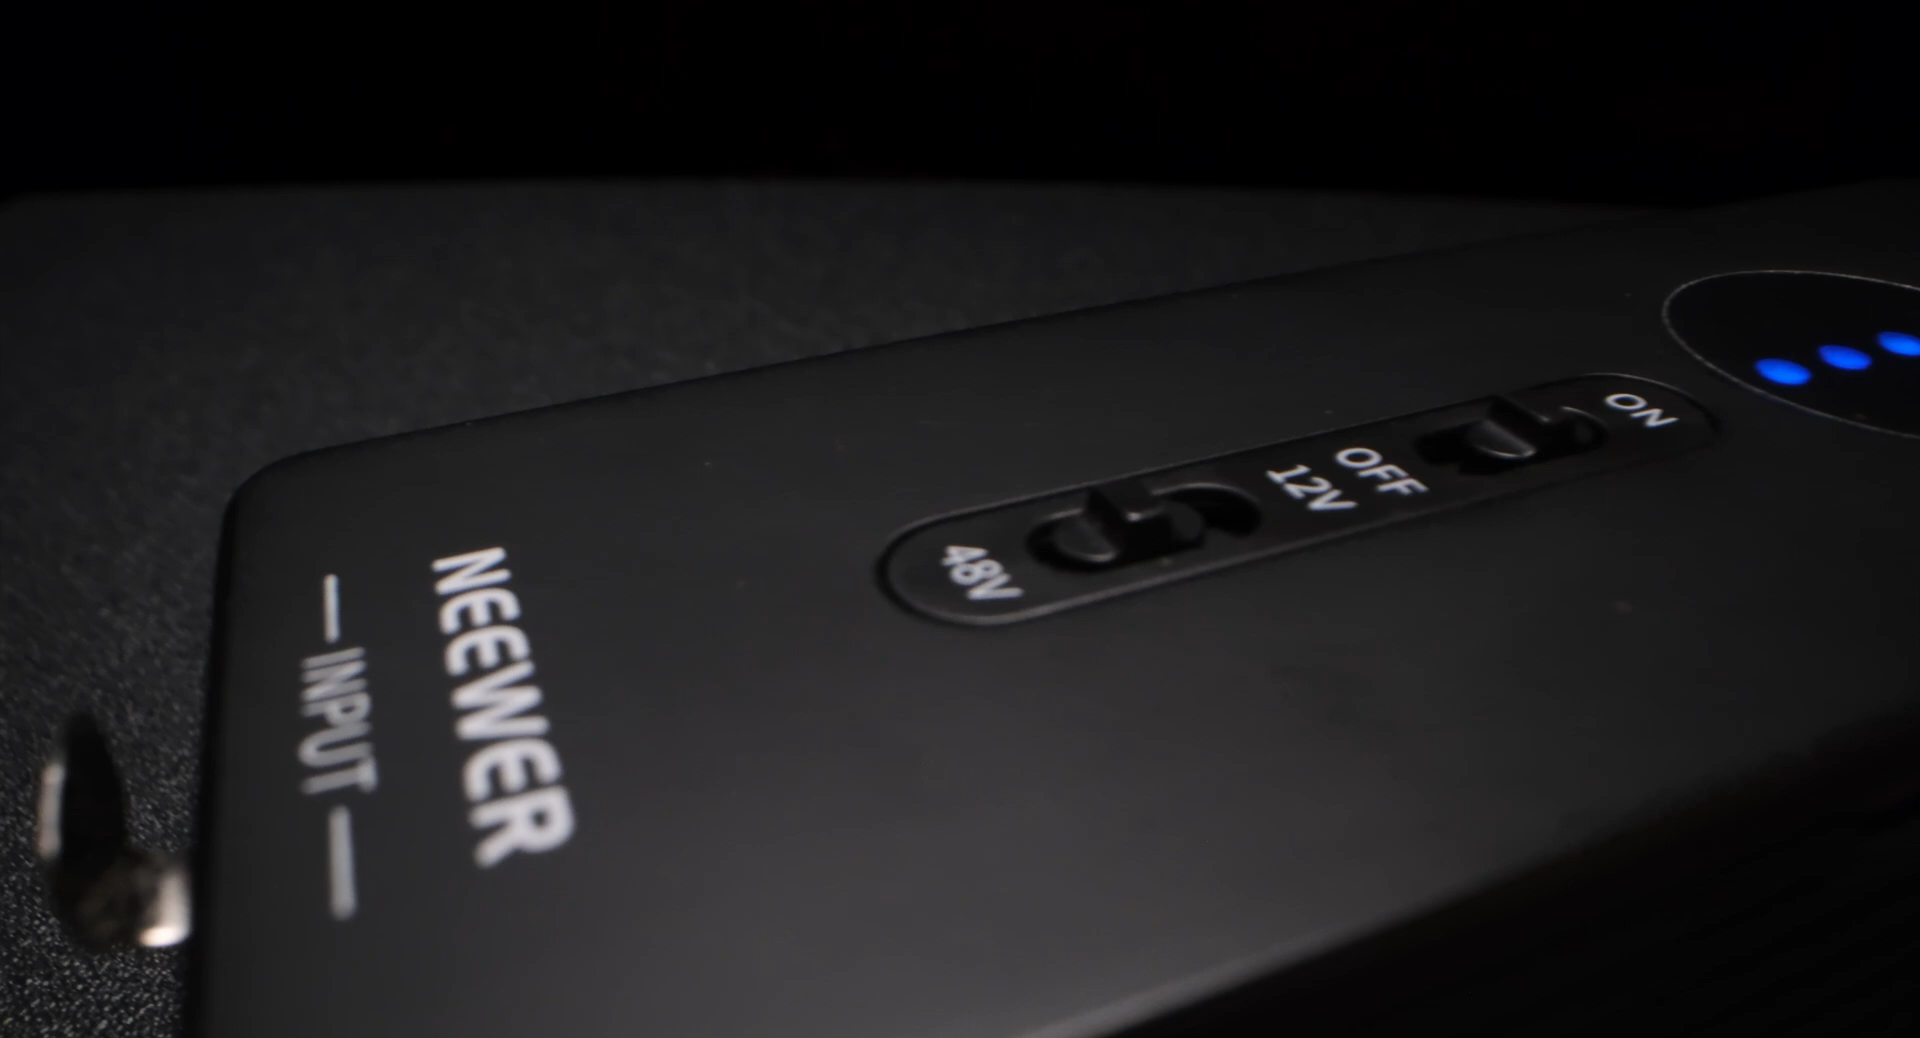 — INPUT —
NEEWER
48V
12V
OFF
ON